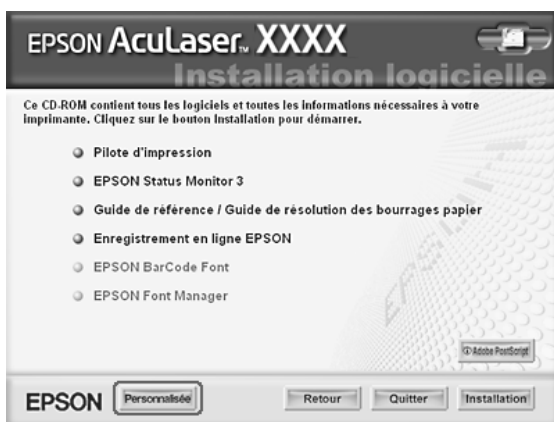 EPSON AcuLaser™ XXXX
Installation logicielle
Ce CD-ROM contient tous les logiciels et toutes les informations nécessaires à votre
imprimante. Cliquez sur le bouton Installation pour démarrer.
Pilote d'impression
EPSON Status Monitor 3
Guide de référence / Guide de résolution des bourrages papier
Enregistrement en ligne EPSON
EPSON BarCode Font
EPSON Font Manager
EPSON
Adobe PostScript
EPSON
Personnalisée
Retour
Quitter
Installation